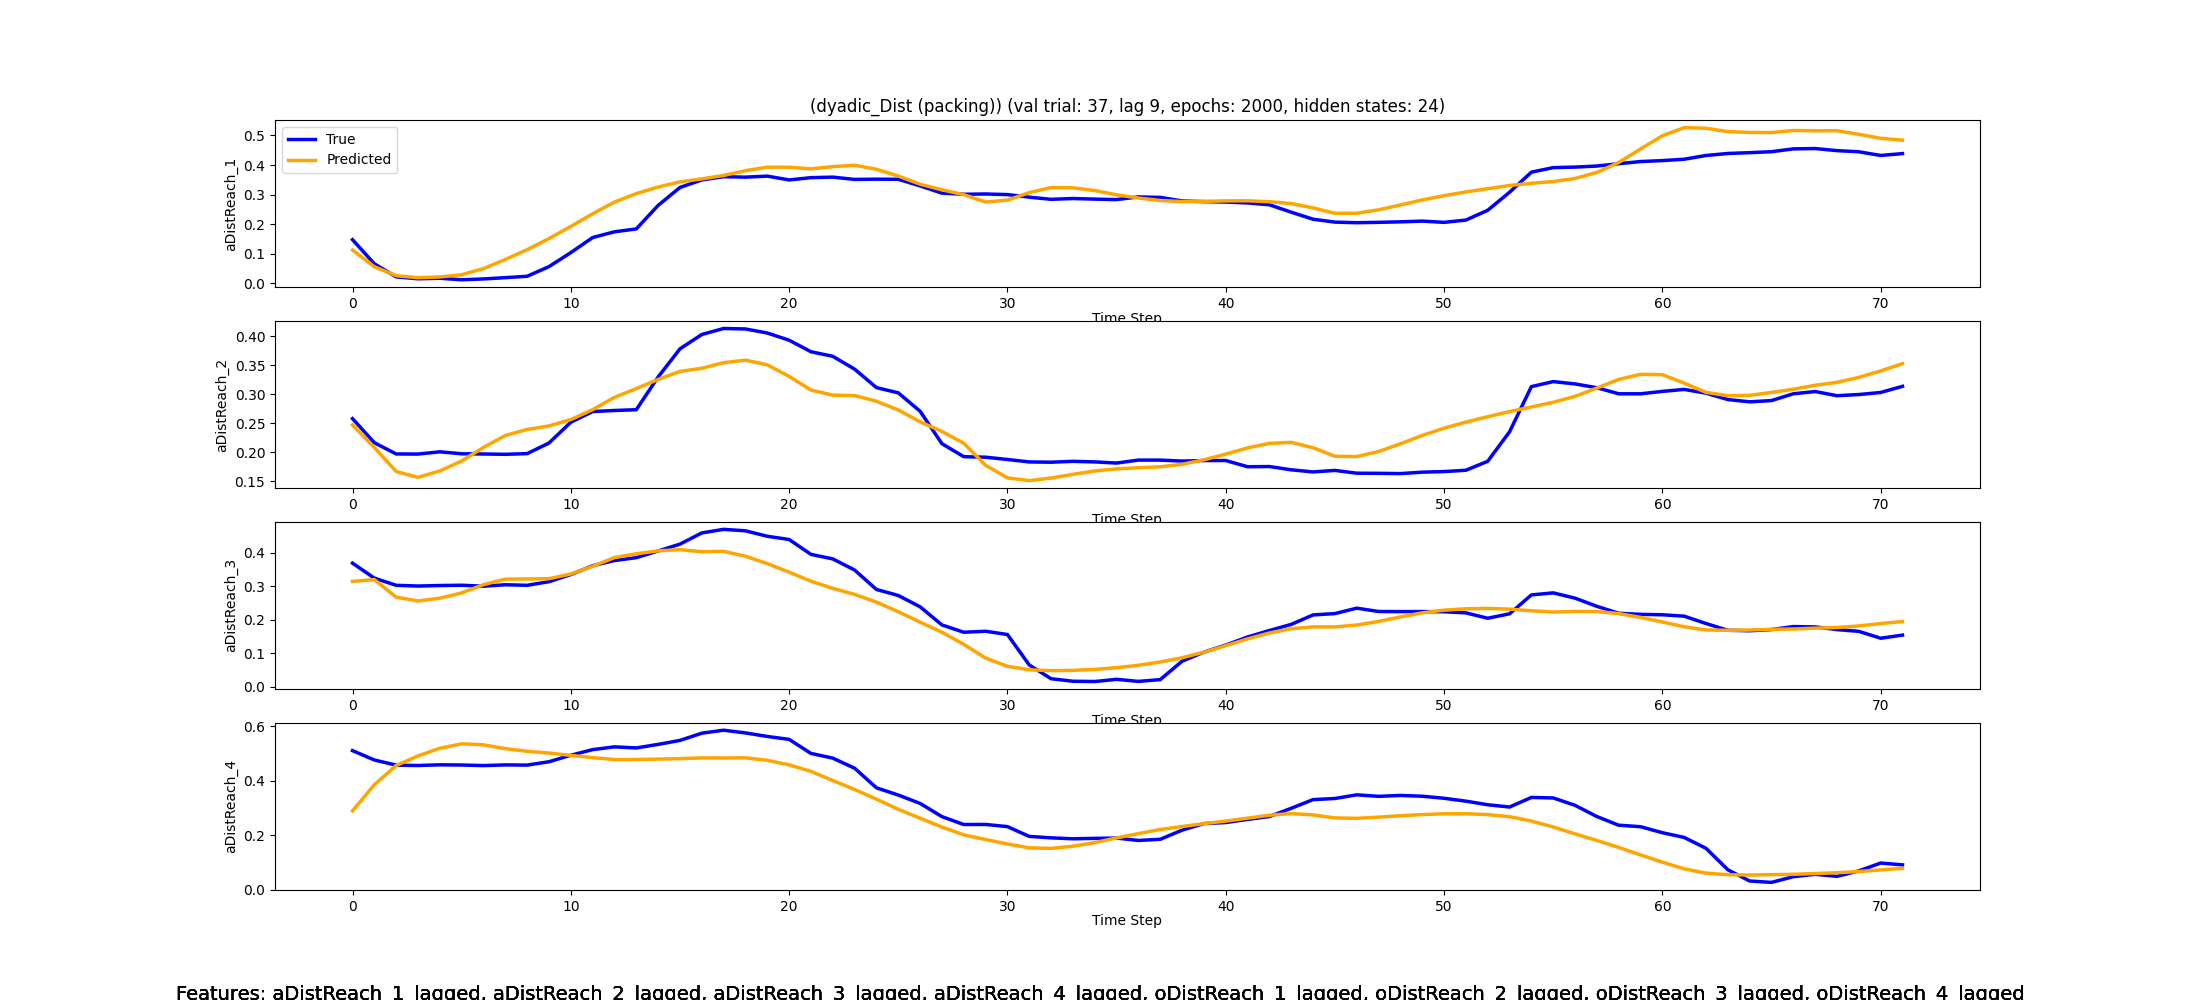 (dyadic_Dist (packing)) (val trial: 37, lag 9, epochs: 2000, hidden states: 24)
True
Predicted
aDistReach_1
0.5
0.4
0.3
0.2
0.1
0.0
0 10 20 30 40 50 60 70
Time Step
aDistReach_2
0.40
0.35
0.30
0.25
0.20
0.15
0 10 20 30 40 50 60 70
Time Step
aDistReach_3
0.4
0.3
0.2
0.1
0.0
0 10 20 30 40 50 60 70
Time Step
aDistReach_4
0.6
0.4
0.2
0.0
0 10 20 30 40 50 60 70
Time Step
Features: aDistReach_1_lagged, aDistReach_2_lagged, aDistReach_3_lagged, aDistReach_4_lagged, oDistReach_1_lagged, oDistReach_2_lagged, oDistReach_3_lagged, oDistReach_4_lagged